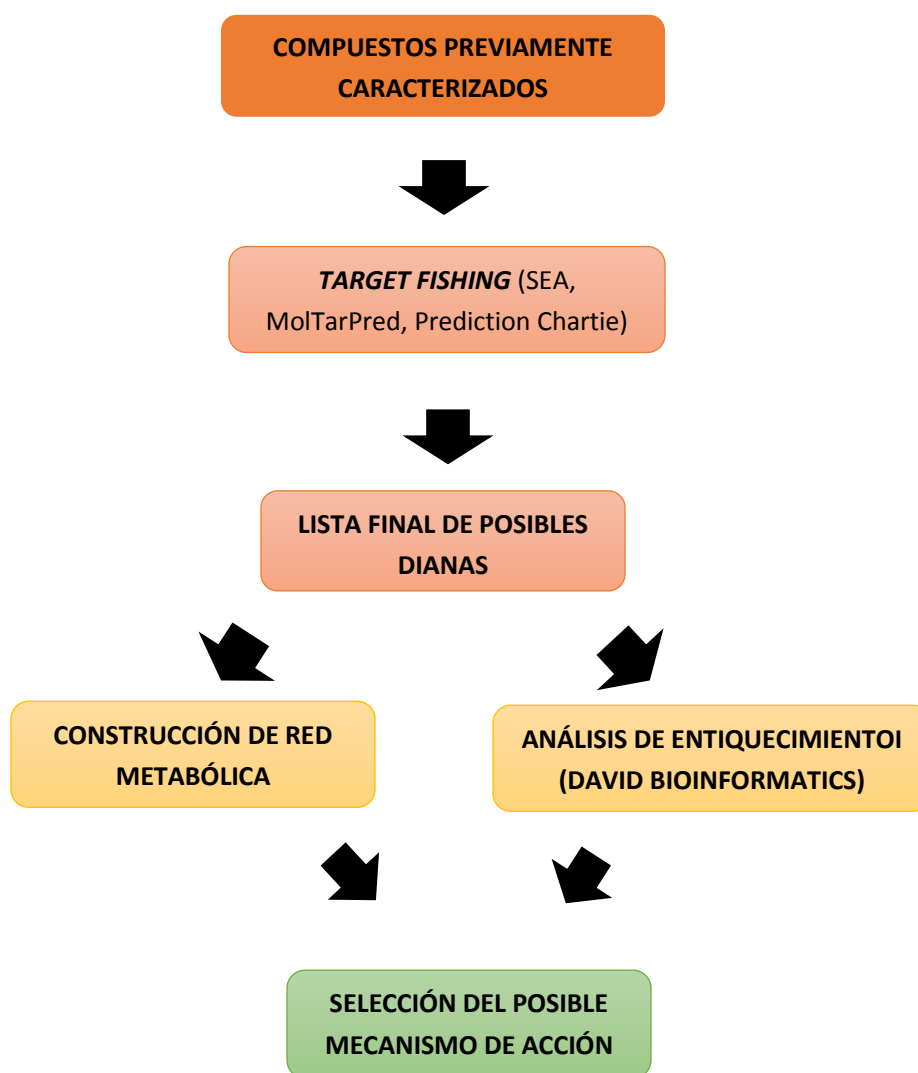 COMPUESTOS PREVIAMENTE
CARACTERIZADOS
TARGET FISHING (SEA,
MolTarPred, Prediction Chartie)
LISTA FINAL DE POSIBLES
DIANAS
CONSTRUCCIÓN DE RED
METABÓLICA
ANÁLISIS DE ENTIQUECIMIENTOI
(DAVID BIOINFORMATICS)
SELECCIÓN DEL POSIBLE
MECANISMO DE ACCIÓN